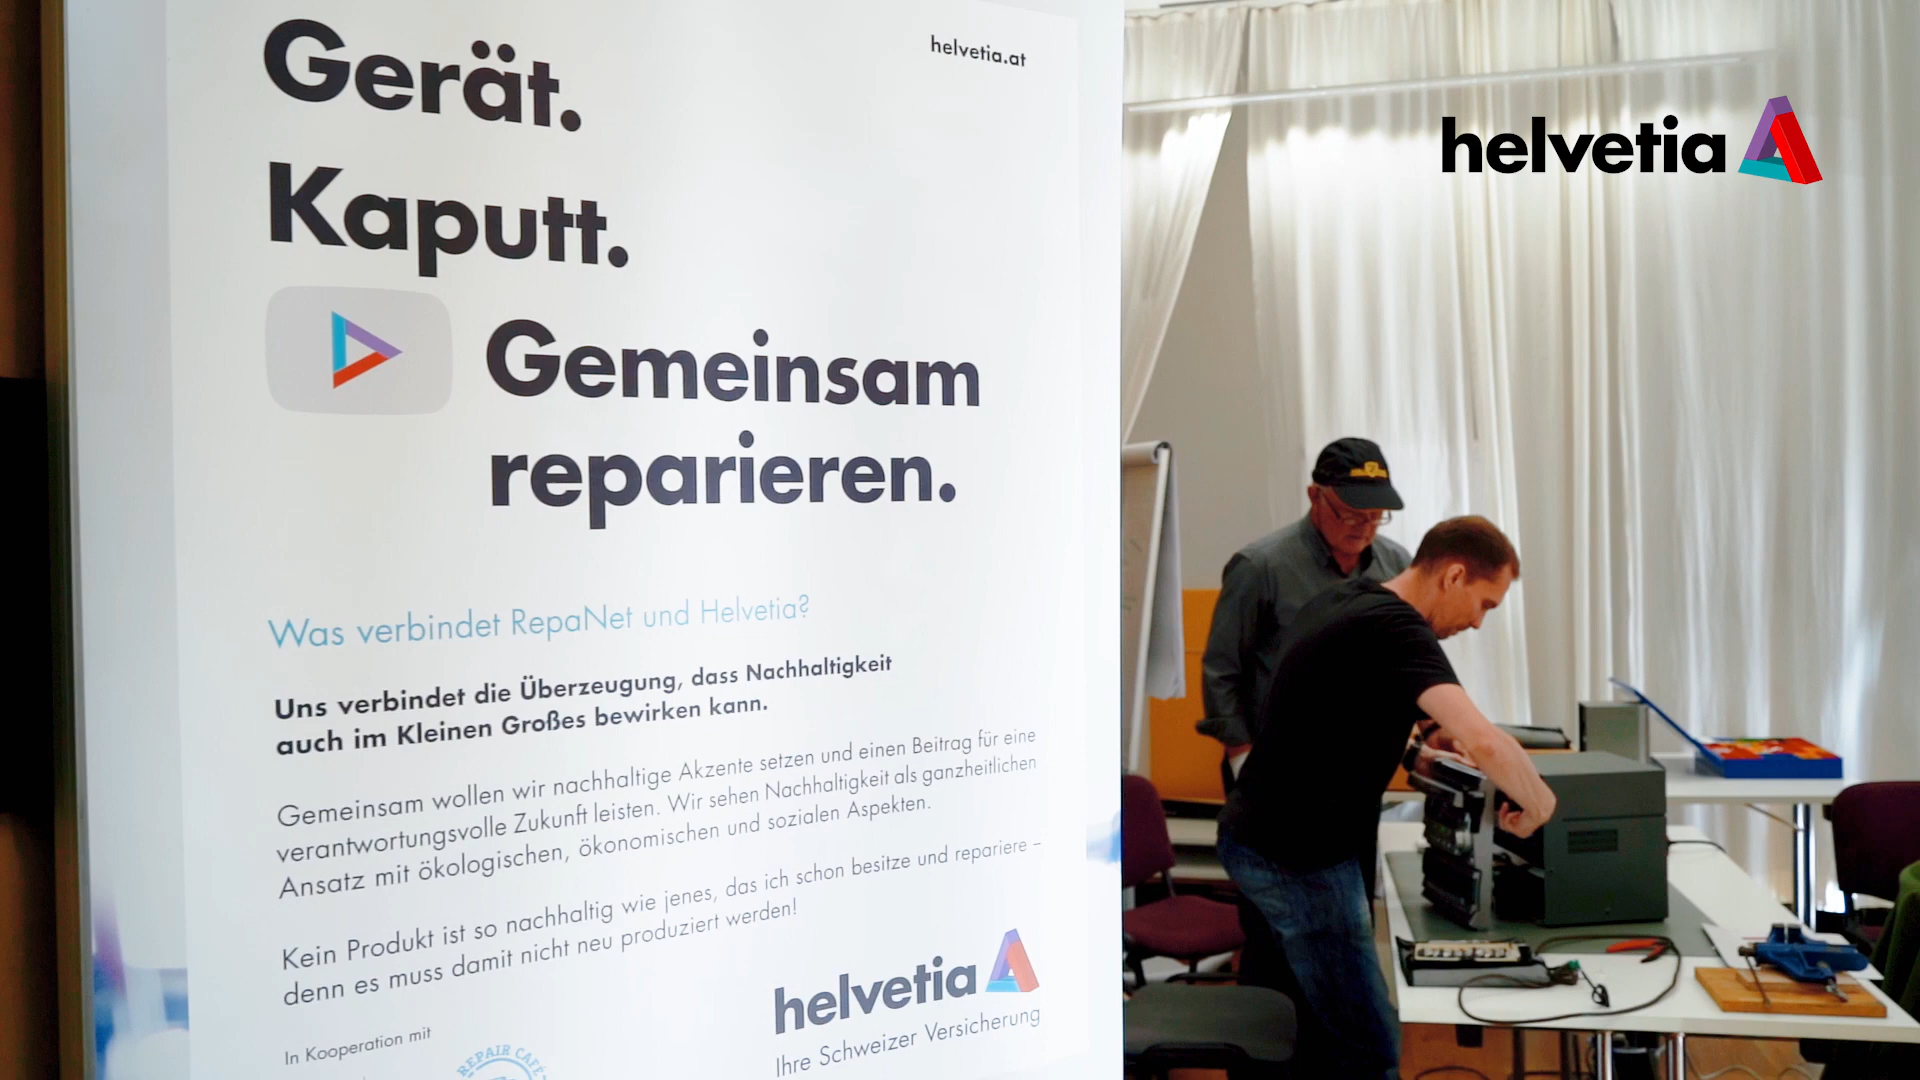 Gerät.
Kaputt.
Gemeinsam
reparieren.
helvetia.at
helvetia
Was verbindet RepaNet und Helvetia?
Uns verbindet die Überzeugung, dass Nachhaltigkeit
auch im Kleinen Großes bewirken kann.
Gemeinsam wollen wir nachhaltige Akzente setzen und einen Beitrag für eine
verantwortungsvolle Zukunft leisten. Wir sehen Nachhaltigkeit als ganzheitlichen
Ansatz mit ökologischen, ökonomischen und sozialen Aspekten.
Kein Produkt ist so nachhaltig wie jenes, das ich schon besitze und repariere –
denn es muss damit nicht neu produziert werden!
In Kooperation mit
REPAIR CAFÉ
helvetia
Ihre Schweizer Versicherung